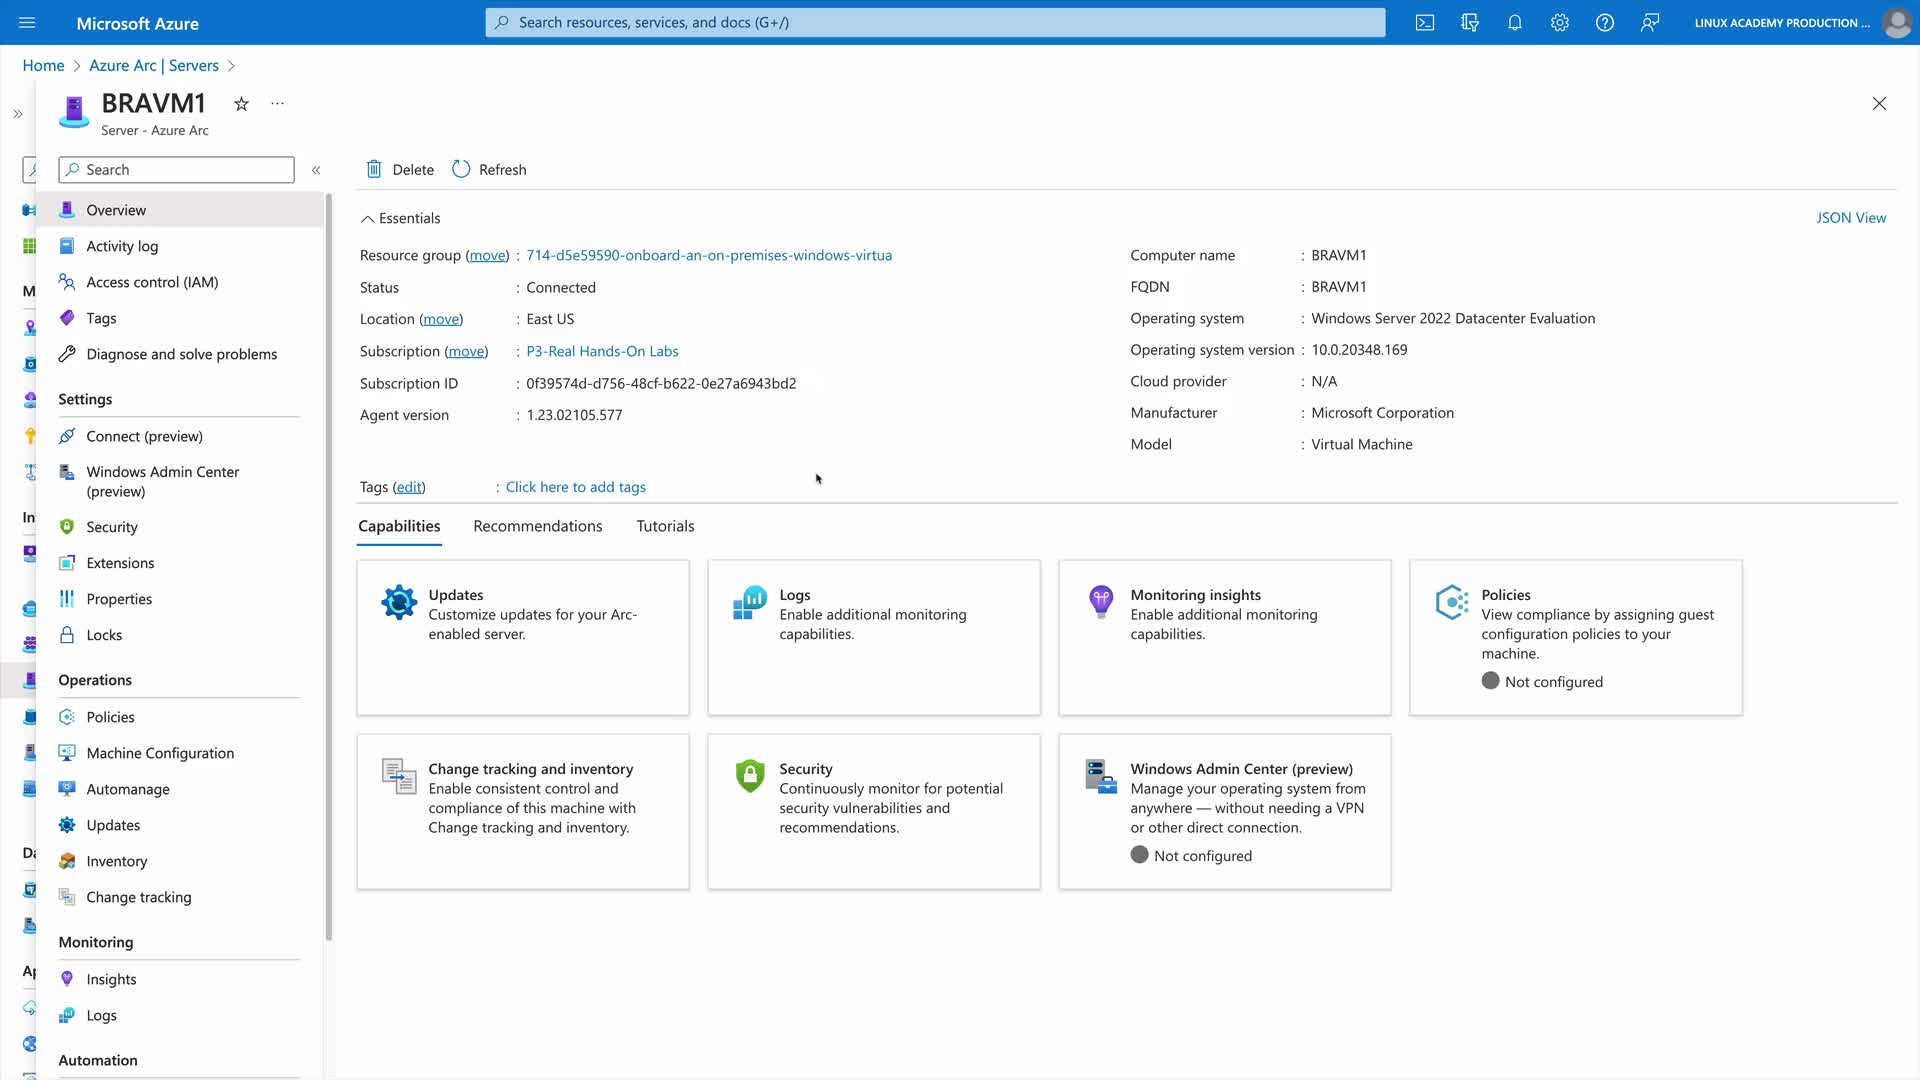 Microsoft Azure
Search resources, services, and docs (G+/)
LINUX ACADEMY PRODUCTION ...
Home > Azure Arc | Servers >
BRAVM1
Server - Azure Arc
Search
Overview
Activity log
Access control (IAM)
Tags
Diagnose and solve problems
Settings
Connect (preview)
Windows Admin Center
(preview)
Security
Extensions
Properties
Locks
Operations
Policies
Machine Configuration
Automanage
Updates
Inventory
Change tracking
Monitoring
Insights
Logs
Automation
M
In
Da
Ap
Delete
Refresh
Essentials
JSON View
Resource group (move) : 714-d5e59590-onboard-an-on-premises-windows-virtua
Status : Connected
Location (move) : East US
Subscription (move) : P3-Real Hands-On Labs
Subscription ID : 0f39574d-d756-48cf-b622-0e27a6943bd2
Agent version : 1.23.02105.577
Computer name : BRAVM1
FQDN : BRAVM1
Operating system : Windows Server 2022 Datacenter Evaluation
Operating system version : 10.0.20348.169
Cloud provider : N/A
Manufacturer : Microsoft Corporation
Model : Virtual Machine
Tags (edit) : Click here to add tags
Capabilities
Recommendations
Tutorials
Updates
Customize updates for your Arc-
enabled server.
Logs
Enable additional monitoring
capabilities.
Monitoring insights
Enable additional monitoring
capabilities.
Policies
View compliance by assigning guest
configuration policies to your
machine.
Not configured
Change tracking and inventory
Enable consistent control and
compliance of this machine with
Change tracking and inventory.
Security
Continuously monitor for potential
security vulnerabilities and
recommendations.
Windows Admin Center (preview)
Manage your operating system from
anywhere — without needing a VPN
or other direct connection.
Not configured